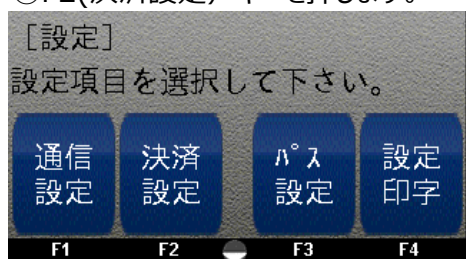 ［設定］
設定項目を選択して下さい。
通信 決済 ﾊﾟｽ 設定
設定 設定 設定 印字
F1 F2 F3 F4